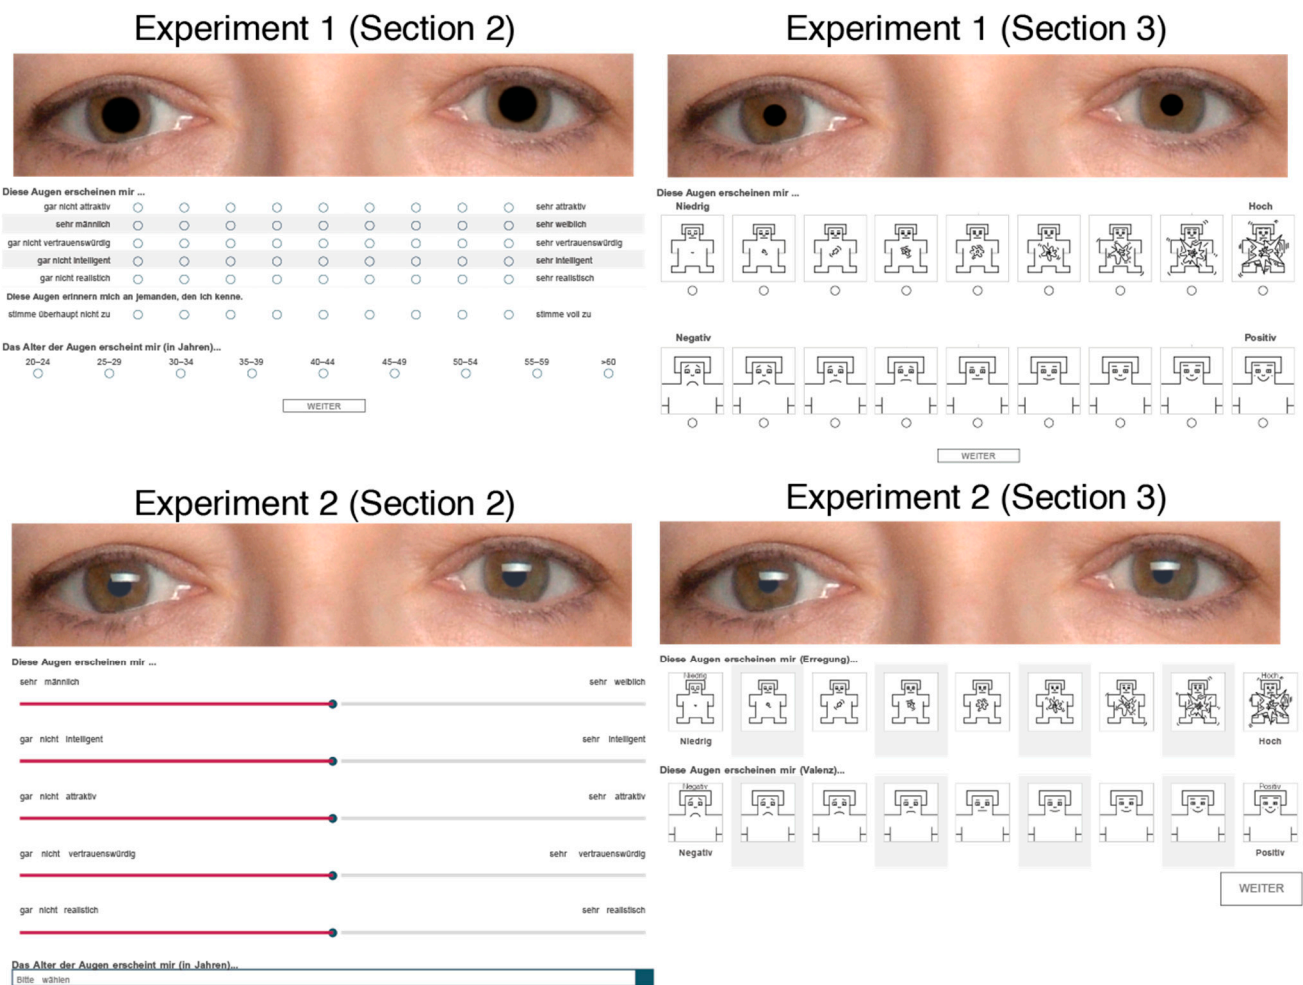 Experiment 1 (Section 2)
Diese Augen erscheinen mir ...
gar nicht attraktiv sehr attraktiv
sehr männlich sehr weiblich
gar nicht vertrauenswürdig sehr vertrauenswürdig
gar nicht intelligent sehr intelligent
gar nicht realistisch sehr realistisch
Diese Augen erinnern mich an jemanden, den ich kenne.
stimme überhaupt nicht zu stimme voll zu
Das Alter der Augen erscheint mir (in Jahren)...
20–24 25–29 30–34 35–39 40–44 45–49 50–54 55–59 >60
WEITER
Experiment 1 (Section 3)
Diese Augen erscheinen mir ...
Niedrig Hoch
Negativ Positiv
WEITER
Experiment 2 (Section 2)
Diese Augen erscheinen mir ...
sehr männlich sehr weiblich
gar nicht intelligent sehr intelligent
gar nicht attraktiv sehr attraktiv
gar nicht vertrauenswürdig sehr vertrauenswürdig
gar nicht realistich sehr realistisch
Das Alter der Augen erscheint mir (in Jahren)...
Bitte wählen
Experiment 2 (Section 3)
Diese Augen erscheinen mir (Erregung)...
Niedrig Hoch
Niedrig Hoch
Diese Augen erscheinen mir (Valenz)...
Negativ Positiv
Negativ Positiv
WEITER